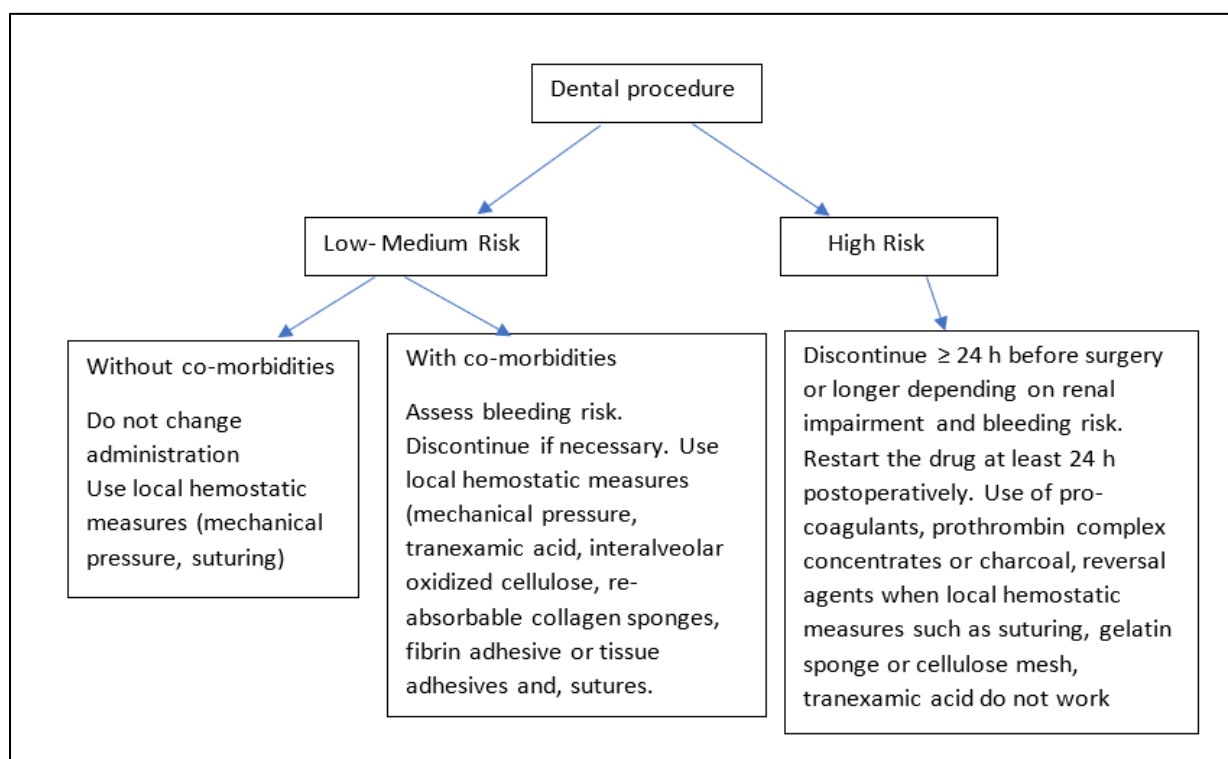 Dental procedure
Low- Medium Risk
High Risk
Without co-morbidities
Do not change
administration
Use local hemostatic
measures (mechanical
pressure, suturing)
With co-morbidities
Assess bleeding risk.
Discontinue if necessary. Use
local hemostatic measures
(mechanical pressure,
tranexamic acid, interalveolar
oxidized cellulose, re-
absorbable collagen sponges,
fibrin adhesive or tissue
adhesives and, sutures.
Discontinue ≥ 24 h before surgery
or longer depending on renal
impairment and bleeding risk.
Restart the drug at least 24 h
postoperatively. Use of pro-
coagulants, prothrombin complex
concentrates or charcoal, reversal
agents when local hemostatic
measures such as suturing, gelatin
sponge or cellulose mesh,
tranexamic acid do not work